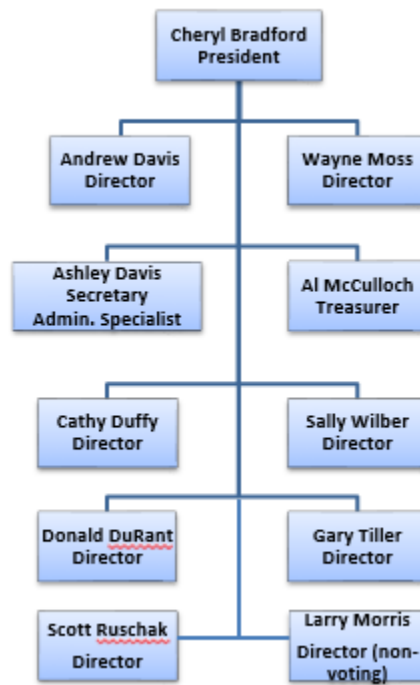 Cheryl Bradford
President
Andrew Davis
Director
Wayne Moss
Director
Ashley Davis
Secretary
Admin. Specialist
Al McCulloch
Treasurer
Cathy Duffy
Director
Sally Wilber
Director
Donald DuRant
Director
Gary Tiller
Director
Scott Ruschak
Director
Larry Morris
Director (non-
voting)